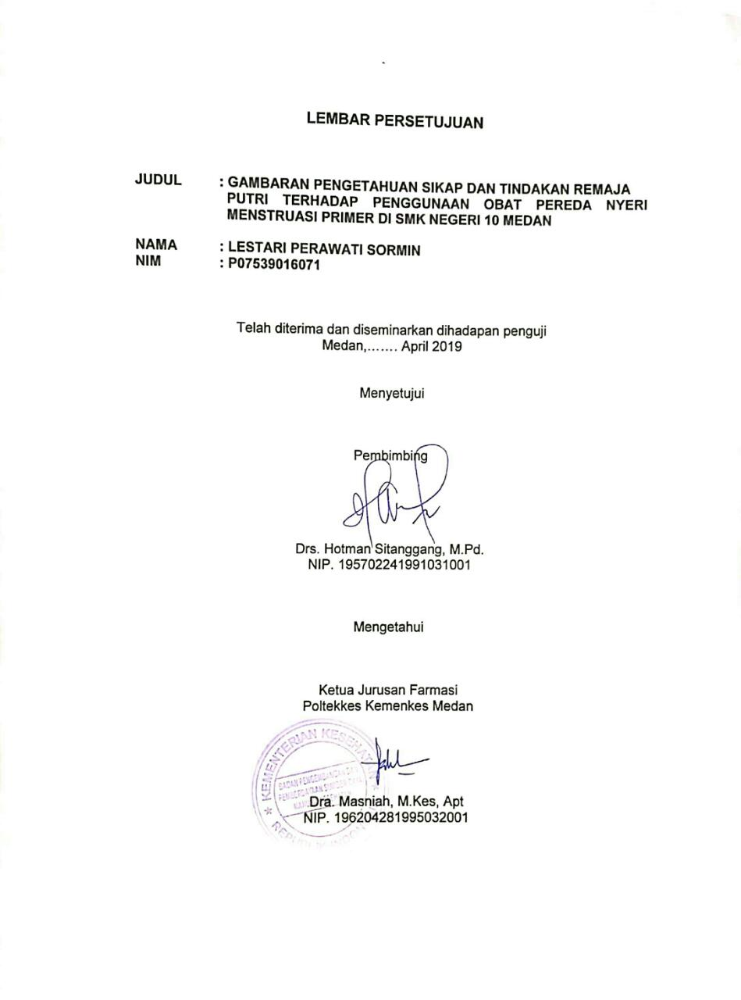 LEMBAR PERSETUJUAN
JUDUL : GAMBARAN PENGETAHUAN SIKAP DAN TINDAKAN REMAJA
PUTRI TERHADAP PENGGUNAAN OBAT PEREDA NYERI
MENSTRUASI PRIMER DI SMK NEGERI 10 MEDAN
NAMA : LESTARI PERAWATI SORMIN
NIM : P07539016071
Telah diterima dan diseminarkan dihadapan penguji
Medan,....... April 2019
Menyetujui
Pembimbing
Drs. Hotman Sitanggang, M.Pd.
NIP. 195702241991031001
Mengetahui
Ketua Jurusan Farmasi
Poltekkes Kemenkes Medan
KEMENTERIAN KESEHATAN
BADAN PENGEMBANGAN DAN
PEMBERDAYAAN SUMBER DAYA
Dra. Masniah, M.Kes, Apt
NIP. 196204281995032001
REPUBLIK INDON